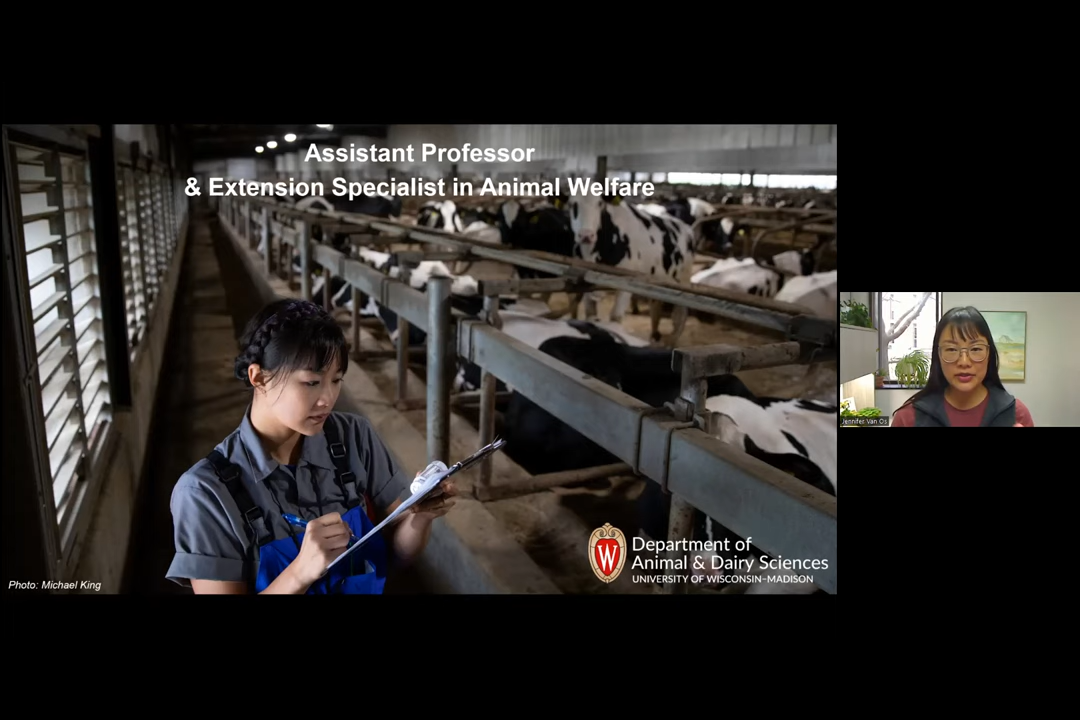 Assistant Professor
& Extension Specialist in Animal Welfare
W
Department of
Animal & Dairy Sciences
UNIVERSITY OF WISCONSIN–MADISON
Photo: Michael King
Jennifer Van Os